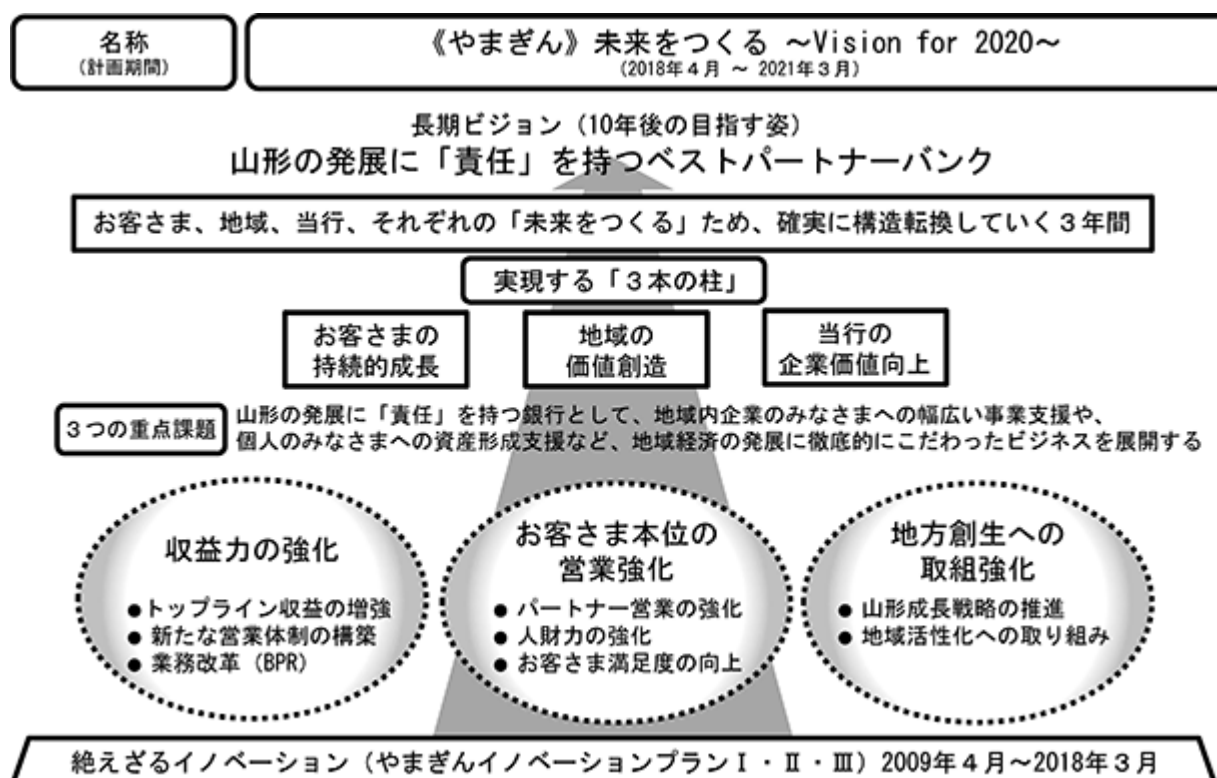 名称
(計画期間)
《やまぎん》未来をつくる ～Vision for 2020～
(2018年４月 ～ 2021年３月)
長期ビジョン（10年後の目指す姿）
山形の発展に「責任」を持つベストパートナーバンク
お客さま、地域、当行、それぞれの「未来をつくる」ため、確実に構造転換していく３年間
実現する「３本の柱」
お客さまの
持続的成長
地域の
価値創造
当行の
企業価値向上
３つの重点課題
山形の発展に「責任」を持つ銀行として、地域内企業のみなさまへの幅広い事業支援や、
個人のみなさまへの資産形成支援など、地域経済の発展に徹底的にこだわったビジネスを展開する
収益力の強化
●トップライン収益の増強
●新たな営業体制の構築
●業務改革（BPR）
お客さま本位の
営業強化
● パートナー営業の強化
● 人財力の強化
● お客さま満足度の向上
地方創生への
取組強化
● 山形成長戦略の推進
● 地域活性化への取り組み
絶えざるイノベーション（やまぎんイノベーションプランⅠ・Ⅱ・Ⅲ）2009年４月～2018年３月